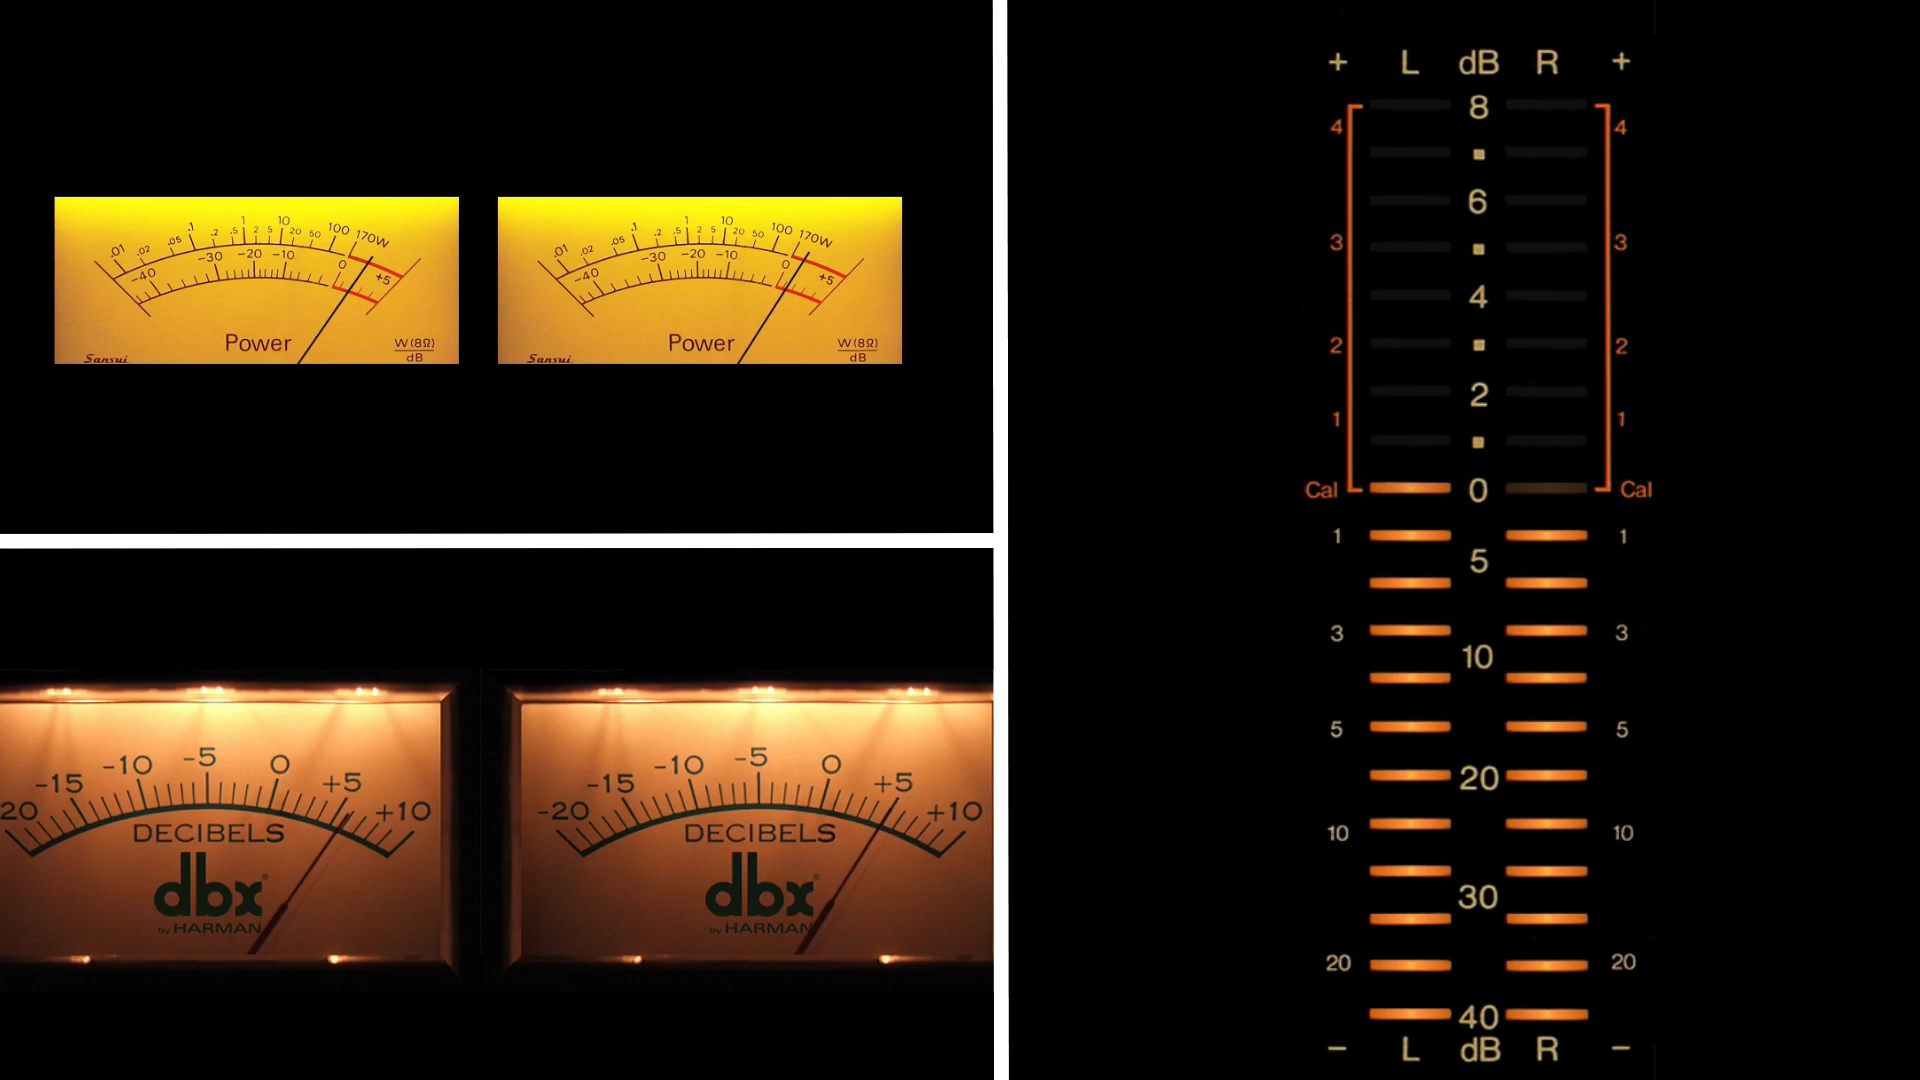 .01 .02 .05 .1 .2 .5 1 2 5 10 20 50 100 170W
-40 -30 -20 -10 0 +5
Power
W(8Ω)
dB
Sansui
.01 .02 .05 .1 .2 .5 1 2 5 10 20 50 100 170W
-40 -30 -20 -10 0 +5
Power
W(8Ω)
dB
Sansui
20 -15 -10 -5 0 +5 +10
DECIBELS
dbx®
by HARMAN
-20 -15 -10 -5 0 +5 +10
DECIBELS
dbx®
by HARMAN
+ L dB R +
8
4 4
6
3 3
4
2 2
2
1 1
Cal 0 Cal
1 1
5
3 3
10
5 5
20
10 10
30
20 20
40
- L dB R -